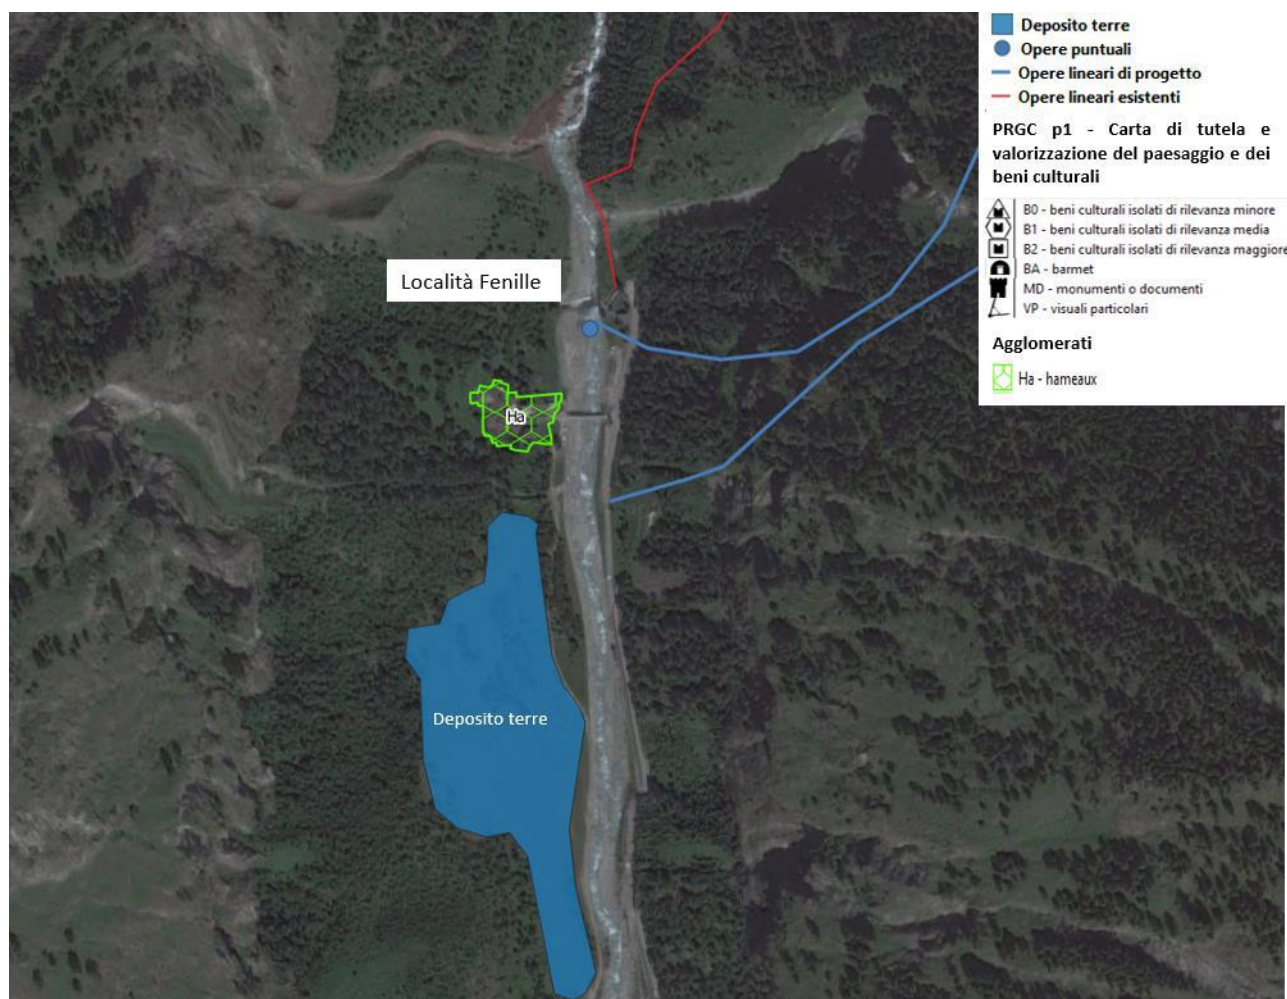 Deposito terre
Opere puntuali
Opere lineari di progetto
Opere lineari esistenti
PRGC p1 - Carta di tutela e
valorizzazione del paesaggio e dei
beni culturali
B0 - beni culturali isolati di rilevanza minore
B1 - beni culturali isolati di rilevanza media
B2 - beni culturali isolati di rilevanza maggiore
BA - barmet
MD - monumenti o documenti
VP - visuali particolari
Agglomerati
Ha - hameaux
Località Fenille
Ha
Deposito terre